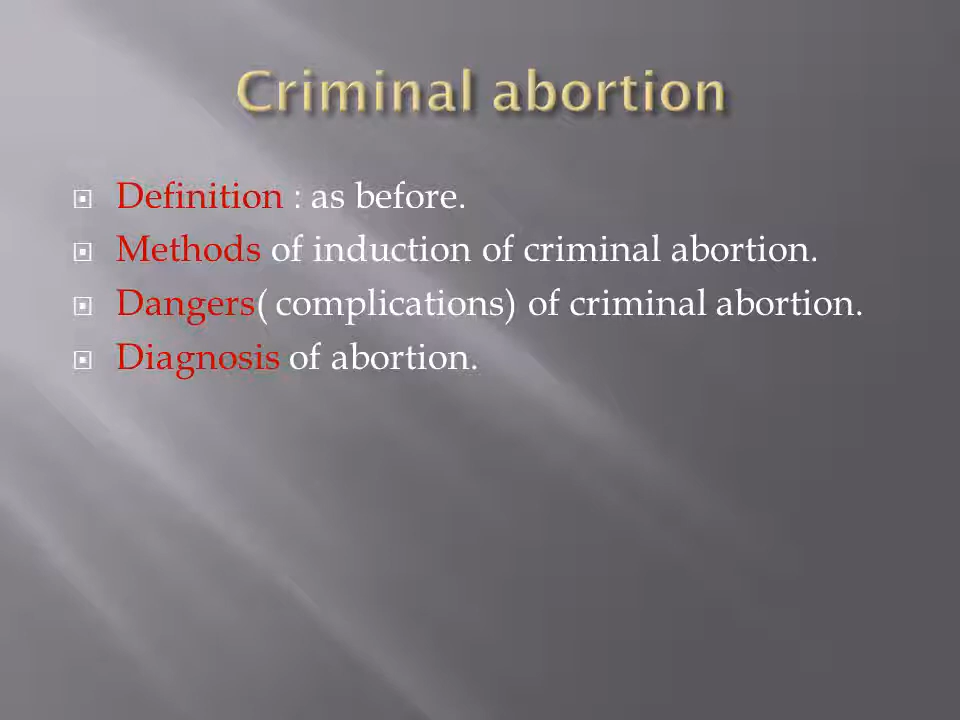 Criminal abortion
Definition : as before.
Methods of induction of criminal abortion.
Dangers( complications) of criminal abortion.
Diagnosis of abortion.